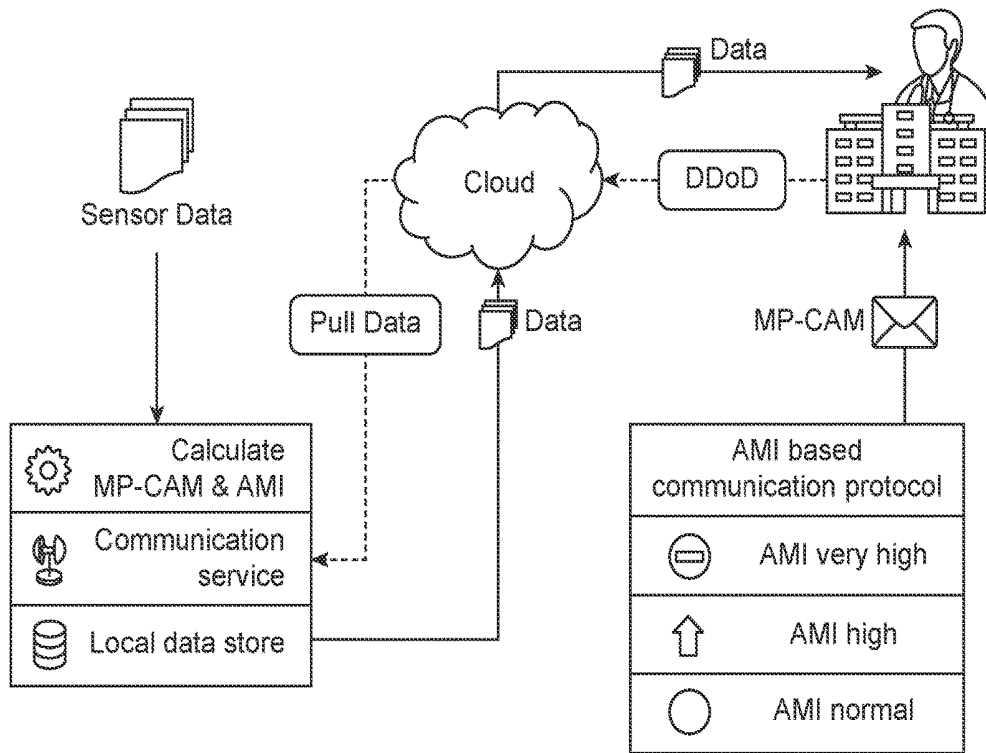 Data
Sensor Data
Cloud
DDoD
Pull Data
Data
MP-CAM
Calculate
MP-CAM & AMI
Communication
service
Local data store
AMI based
communication protocol
AMI very high
AMI high
AMI normal